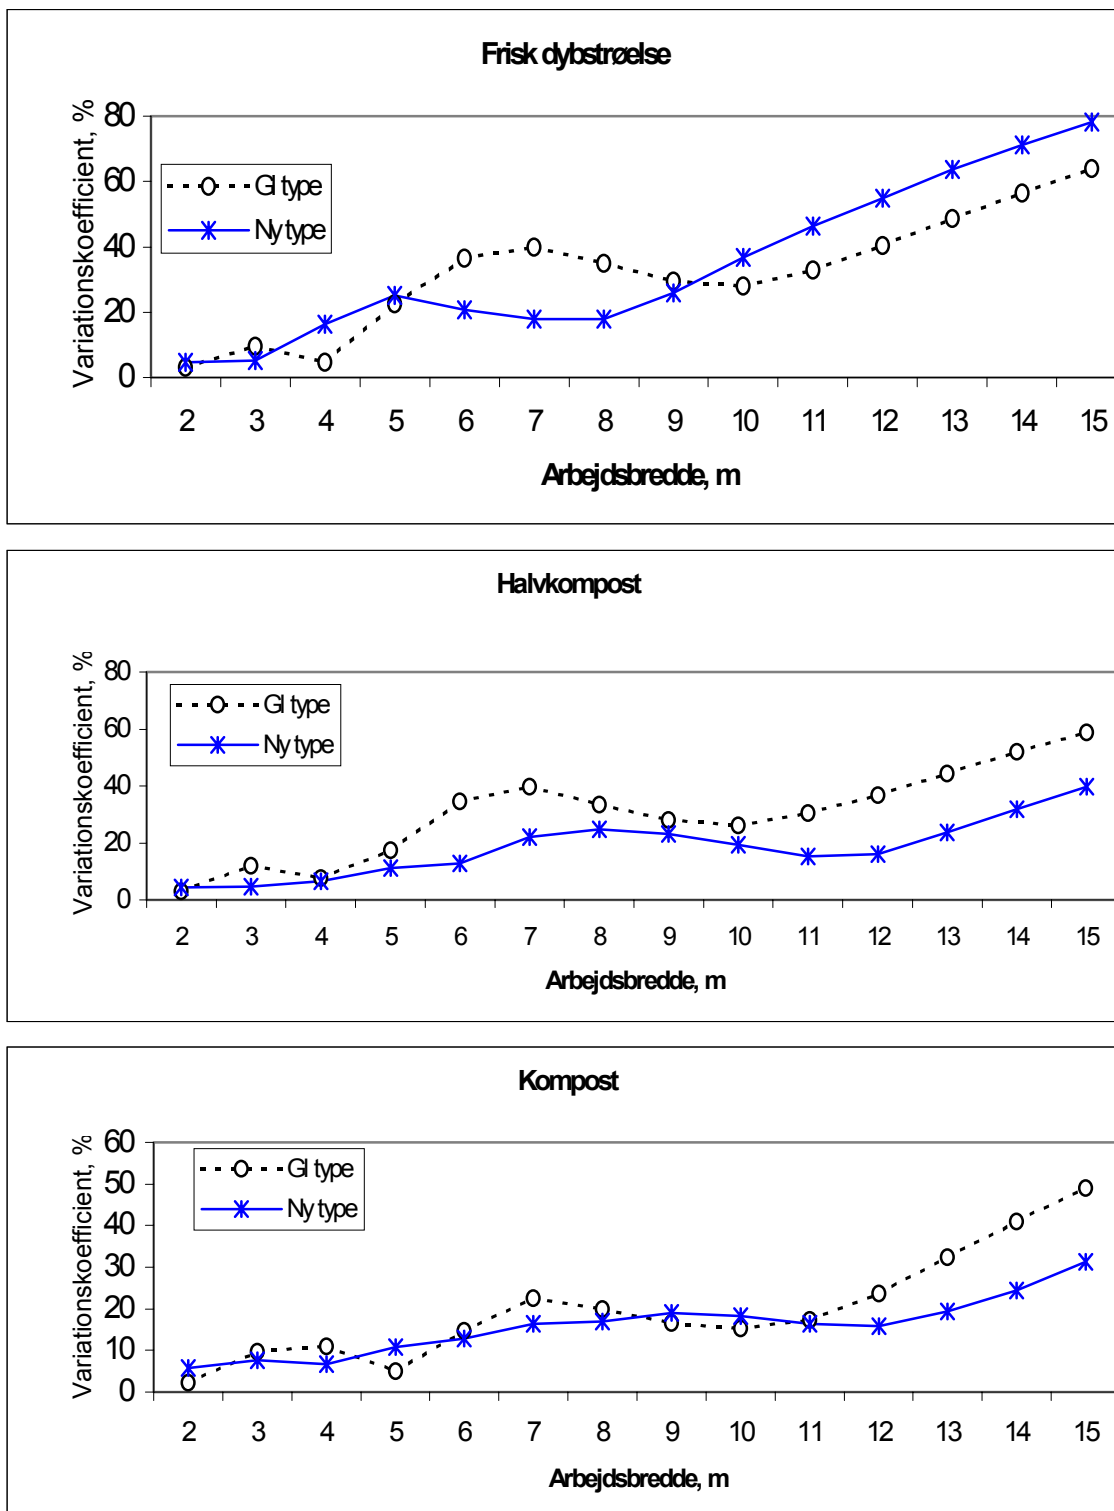 Frisk dybstrøelse
Variationskoefficient, %
80
60
40
20
0
Gl type
Ny type
2 3 4 5 6 7 8 9 10 11 12 13 14 15
Arbejdsbredde, m
Halvkompost
Variationskoefficient, %
80
60
40
20
0
Gl type
Ny type
2 3 4 5 6 7 8 9 10 11 12 13 14 15
Arbejdsbredde, m
Kompost
Variationskoefficient, %
60
50
40
30
20
10
0
Gl type
Ny type
2 3 4 5 6 7 8 9 10 11 12 13 14 15
Arbejdsbredde, m